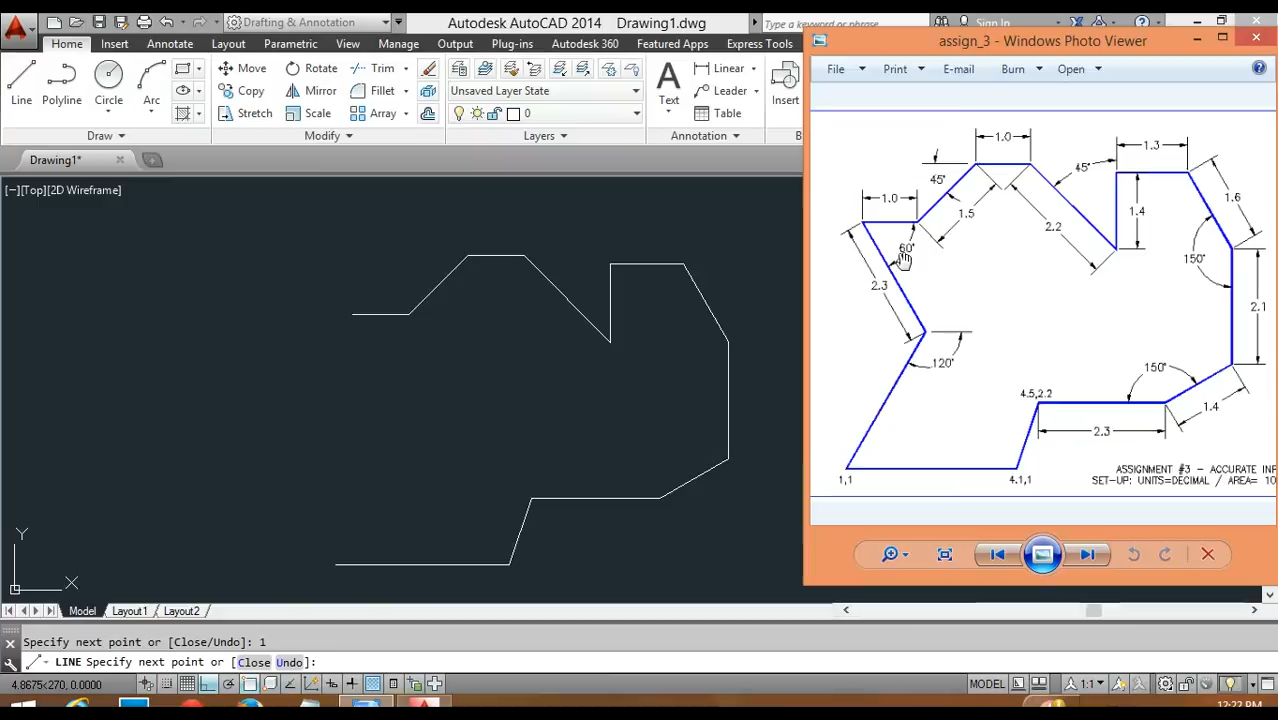 Drafting & Annotation
Autodesk AutoCAD 2014 Drawing1.dwg
Type a keyword or phrase
Sign In
Home Insert Annotate Layout Parametric View Manage Output Plug-ins Autodesk 360 Featured Apps Express Tools
Line Polyline Circle Arc
Move Rotate Trim
Copy Mirror Fillet
Stretch Scale Array
Unsaved Layer State
0
Text
Linear
Leader
Table
Insert
Draw Modify Layers Annotation
Drawing1*
[−][Top][2D Wireframe]
Y
X
Model Layout1 Layout2
Specify next point or [Close/Undo]: 1
LINE Specify next point or [Close Undo]:
4.8675<270, 0.0000
MODEL
1:1
12:22 PM
assign_3 - Windows Photo Viewer
File Print E-mail Burn Open
1.0
1.3
45°
45°
1.0
1.5
1.6
2.2
1.4
60°
150°
2.3
2.1
120°
150°
4.5,2.2
1.4
2.3
1,1
4.1,1
ASSIGNMENT #3 - ACCURATE INP
SET-UP: UNITS=DECIMAL / AREA= 10